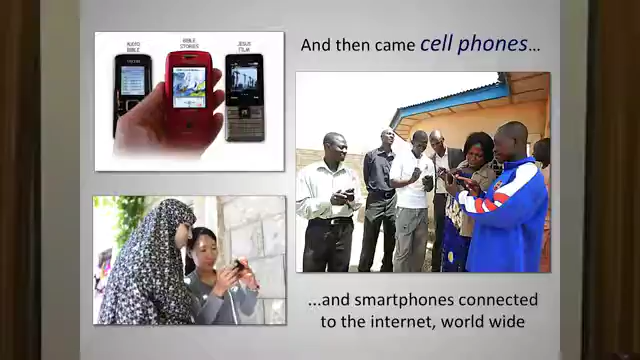 AUDIO
BIBLE
BIBLE
STORIES
JESUS
FILM
And then came cell phones...
...and smartphones connected
to the internet, world wide